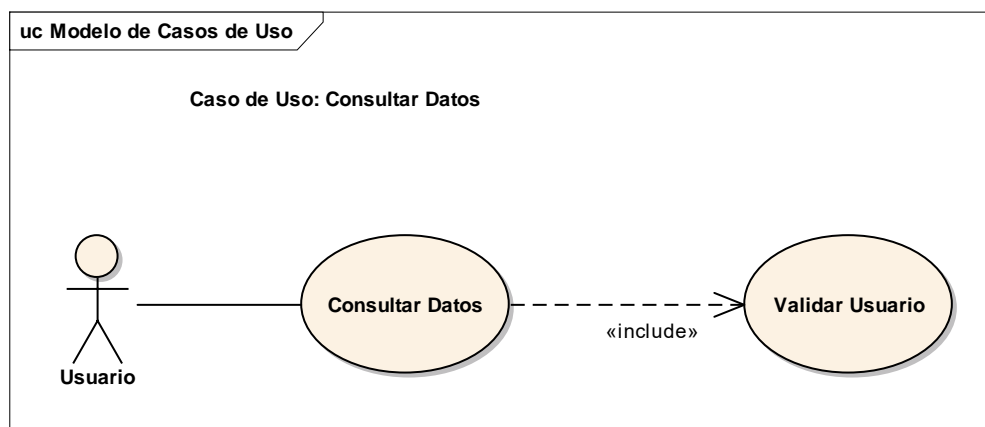 uc Modelo de Casos de Uso
Caso de Uso: Consultar Datos
Consultar Datos
Validar Usuario
«include»
Usuario